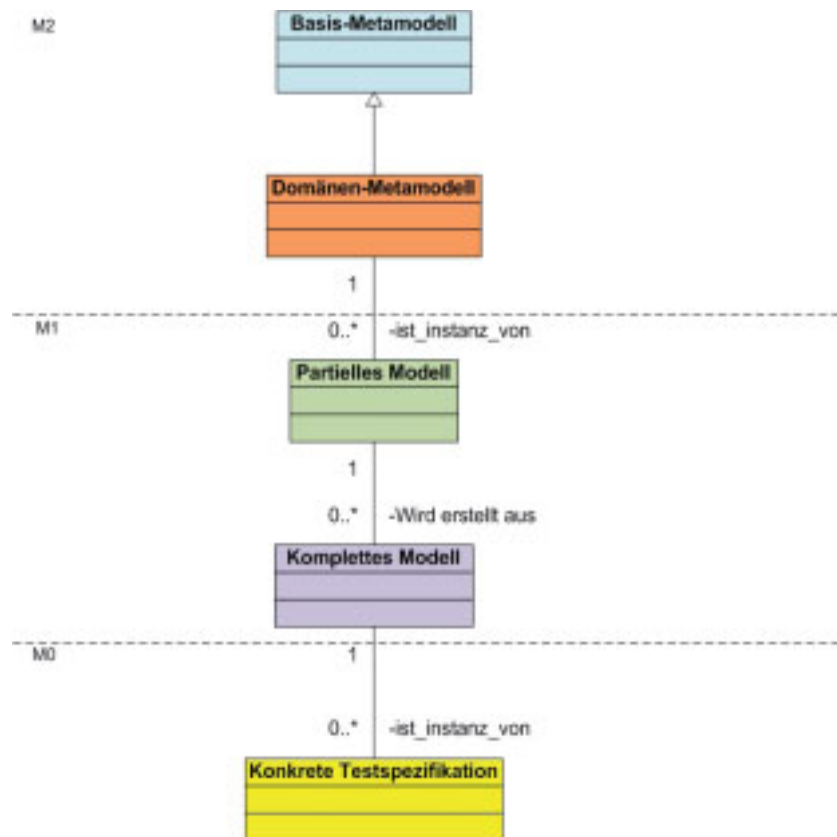 M2
Basis-Metamodell
Domänen-Metamodell
1
M1
0..* -ist_instanz_von
Partielles Modell
1
0..* -Wird erstellt aus
Komplettes Modell
M0
1
0..* -ist_instanz_von
Konkrete Testspezifikation